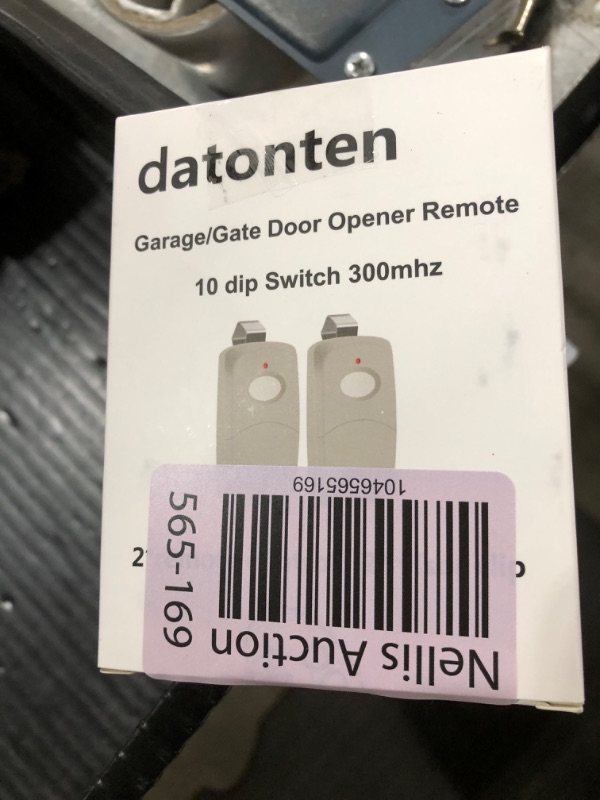 datonten
Garage/Gate Door Opener Remote
10 dip Switch 300mhz
1046565169
565-169
Nellis Auction